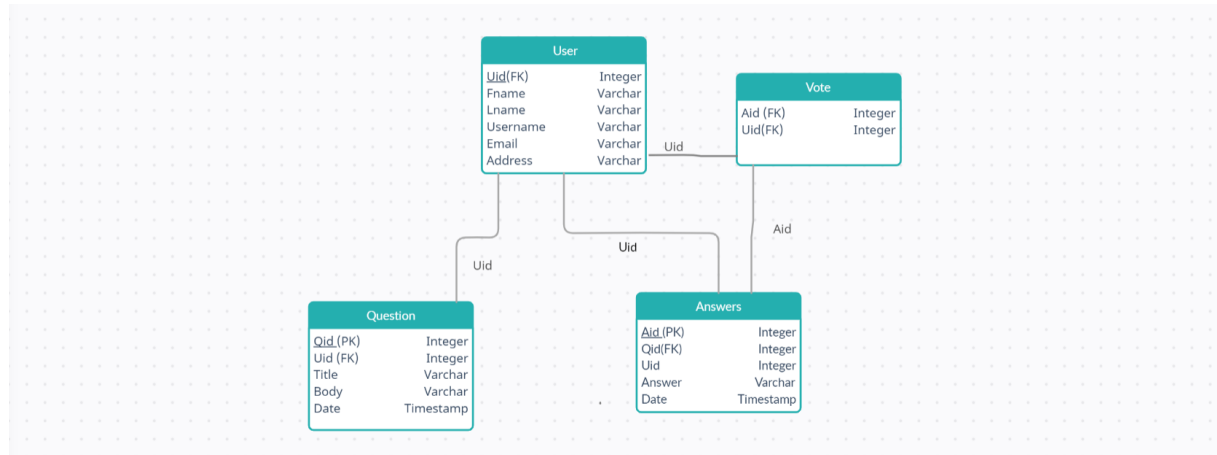 User
Uid(FK) Integer
Fname Varchar
Lname Varchar
Username Varchar
Email Varchar
Address Varchar
Vote
Aid (FK) Integer
Uid(FK) Integer
Uid
Aid
Uid
Uid
Question
Qid (PK) Integer
Uid (FK) Integer
Title Varchar
Body Varchar
Date Timestamp
Answers
Aid (PK) Integer
Qid(FK) Integer
Uid Integer
Answer Varchar
Date Timestamp